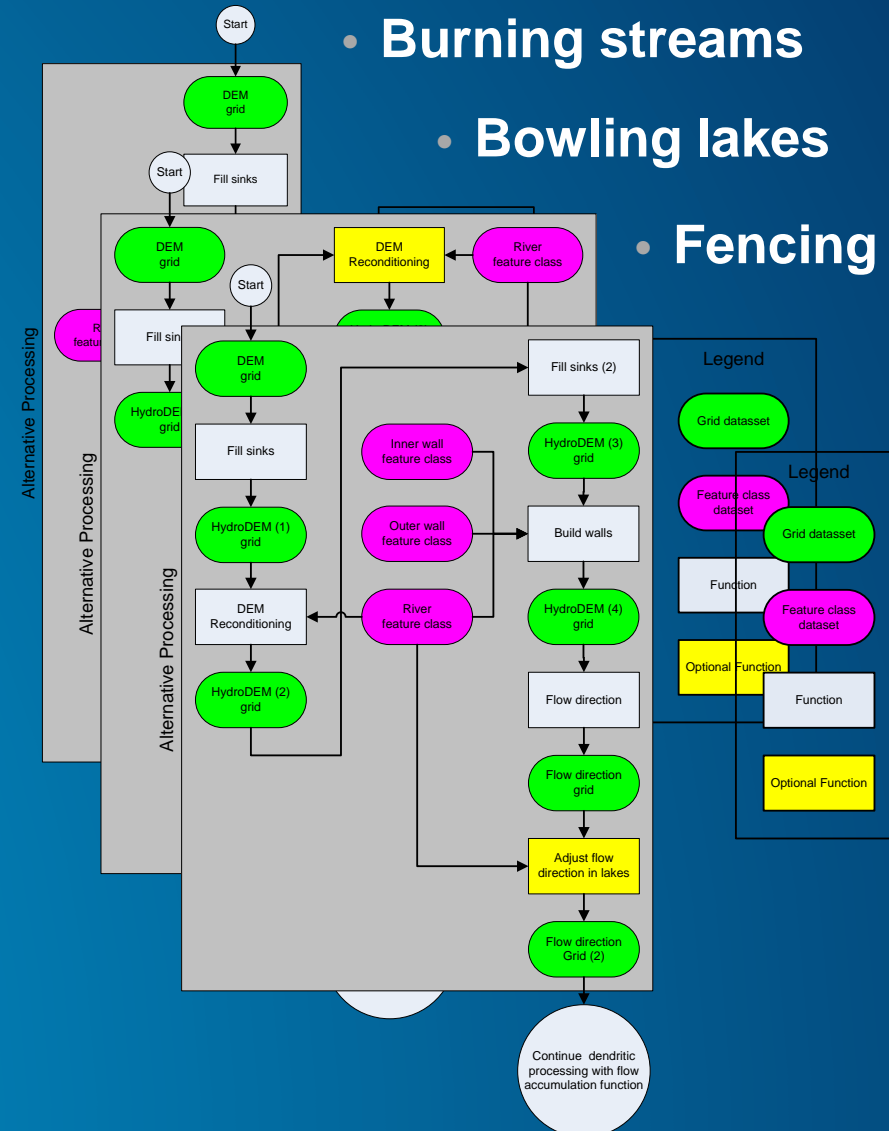 • Burning streams
• Bowling lakes
• Fencing
Start
DEM
grid
Fill sinks
Alternative Processing
Start
DEM
grid
HydroDE
grid
DEM
Reconditioning
River
feature class
Alternative Processing
Start
DEM
grid
Fill sinks
HydroDEM (1)
grid
DEM
Reconditioning
HydroDEM (2)
grid
Inner wall
feature class
Outer wall
feature class
River
feature class
Fill sinks (2)
HydroDEM (3)
grid
Build walls
HydroDEM (4)
grid
Flow direction
Flow direction
grid
Adjust flow
direction in lakes
Flow direction
Grid (2)
Continue dendritic
processing with flow
accumulation function
Alternative Processing
Legend
Grid datasset
Feature class
dataset
Function
Optional Function
Legend
Grid datasset
Feature class
dataset
Function
Optional Function